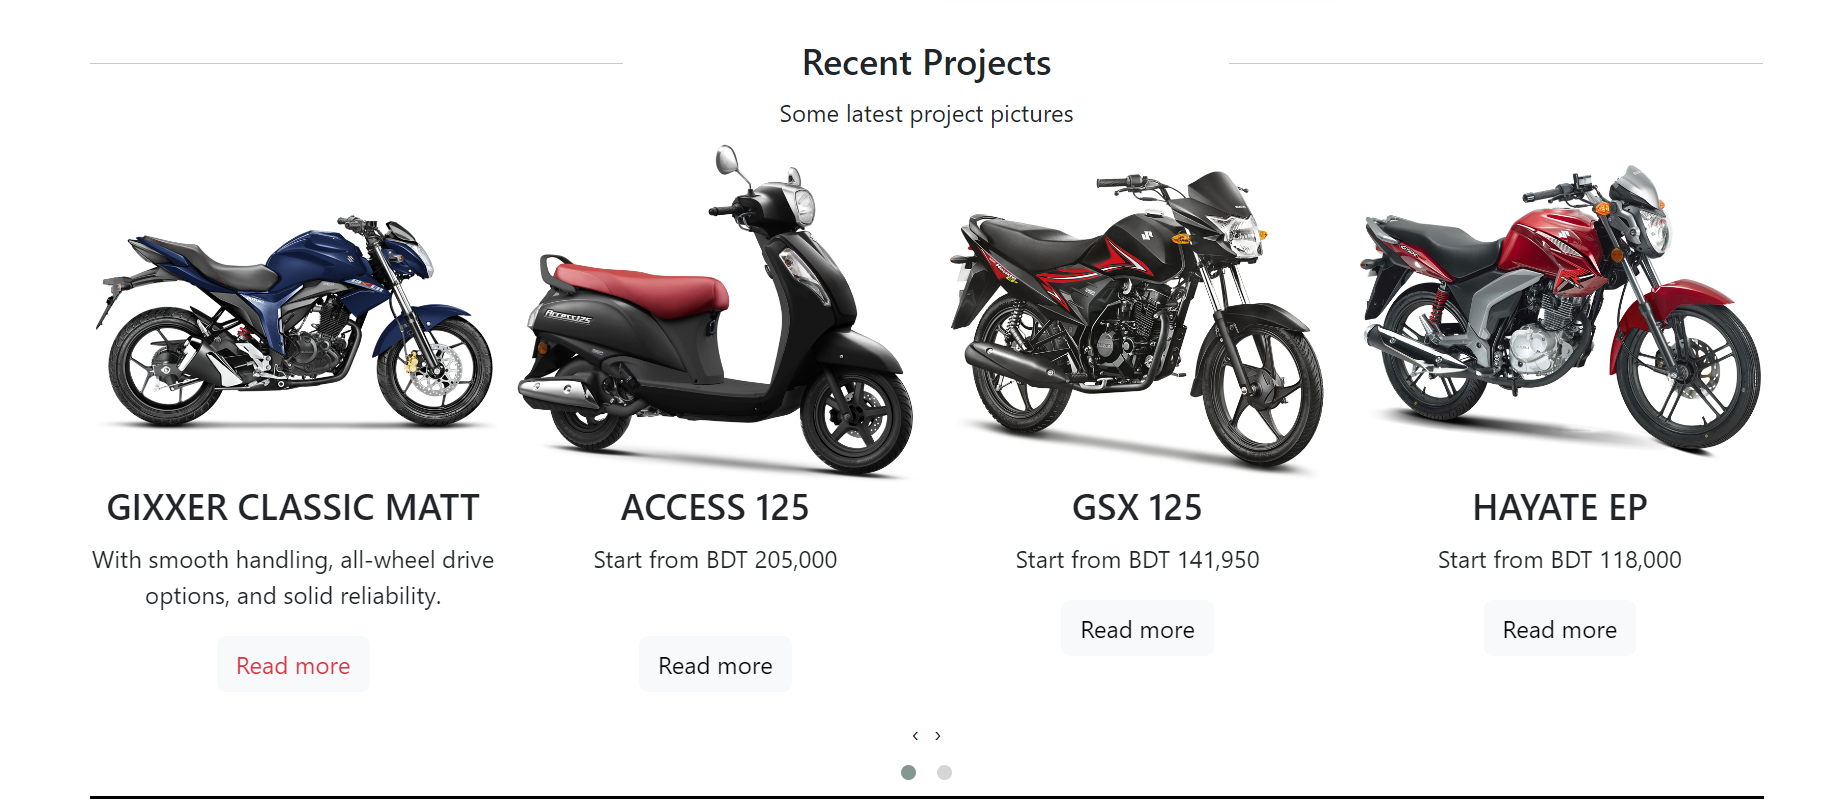 Recent Projects
Some latest project pictures
Access125
GIXXER CLASSIC MATT
With smooth handling, all-wheel drive
options, and solid reliability.
Read more
ACCESS 125
Start from BDT 205,000
Read more
GSX 125
Start from BDT 141,950
Read more
HAYATE EP
Start from BDT 118,000
Read more
‹ ›